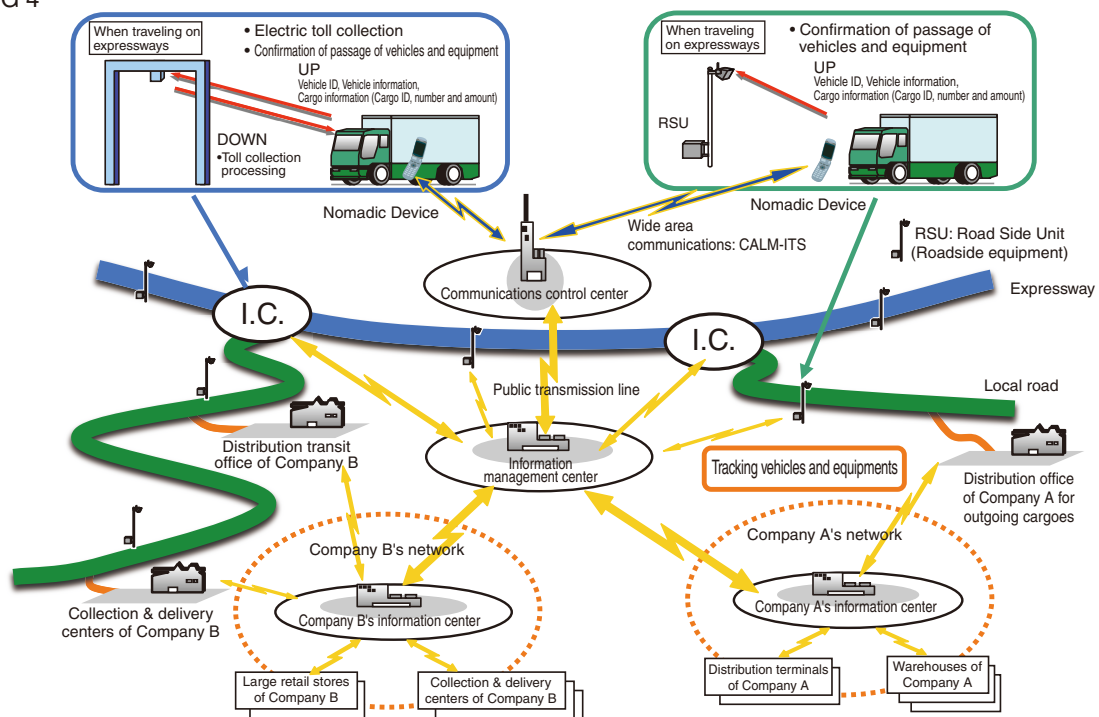 When traveling on
expressways
• Electric toll collection
• Confirmation of passage of vehicles and equipment
UP
Vehicle ID, Vehicle information,
Cargo information (Cargo ID, number and amount)
DOWN
•Toll collection
processing
When traveling
on expressways
• Confirmation of passage of
vehicles and equipment
UP
Vehicle ID, Vehicle information,
Cargo information (Cargo ID, number and amount)
RSU
Nomadic Device
Nomadic Device
Wide area
communications: CALM-ITS
RSU: Road Side Unit
(Roadside equipment)
Communications control center
Expressway
I.C.
I.C.
Public transmission line
Local road
Distribution transit
office of Company B
Information
management center
Tracking vehicles and equipments
Distribution office
of Company A for
outgoing cargoes
Company B's network
Company A's network
Collection & delivery
centers of Company B
Company B's information center
Company A's information center
Large retail stores
of Company B
Collection & delivery
centers of Company B
Distribution terminals
of Company A
Warehouses of
Company A